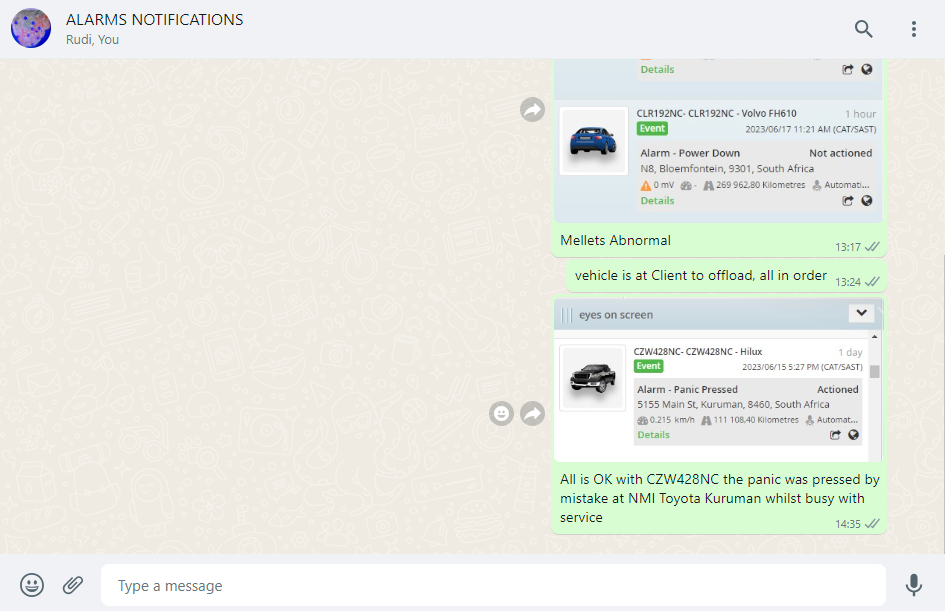 ALARMS NOTIFICATIONS
Rudi, You
Details
CLR192NC- CLR192NC - Volvo FH610
1 hour
Event
2023/06/17 11:21 AM (CAT/SAST)
Alarm - Power Down
Not actioned
N8, Bloemfontein, 9301, South Africa
0 mV - 269 962,80 Kilometres Automati...
Details
Mellets Abnormal
13:17
vehicle is at Client to offload, all in order
13:24
eyes on screen
CZW428NC- CZW428NC - Hilux
1 day
Event
2023/06/15 5:27 PM (CAT/SAST)
Alarm - Panic Pressed
Actioned
5155 Main St, Kuruman, 8460, South Africa
0.215 km/h 111 108,40 Kilometres Automat...
Details
All is OK with CZW428NC the panic was pressed by
mistake at NMI Toyota Kuruman whilst busy with
service
14:35
Type a message